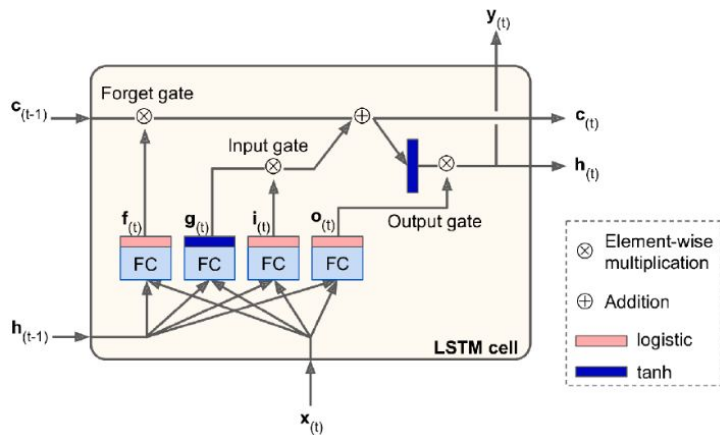 y(t)
Forget gate
c(t-1)
c(t)
Input gate
h(t)
f(t)
g(t)
i(t)
o(t)
Output gate
FC
FC
FC
FC
h(t-1)
LSTM cell
x(t)
Element-wise
multiplication
Addition
logistic
tanh